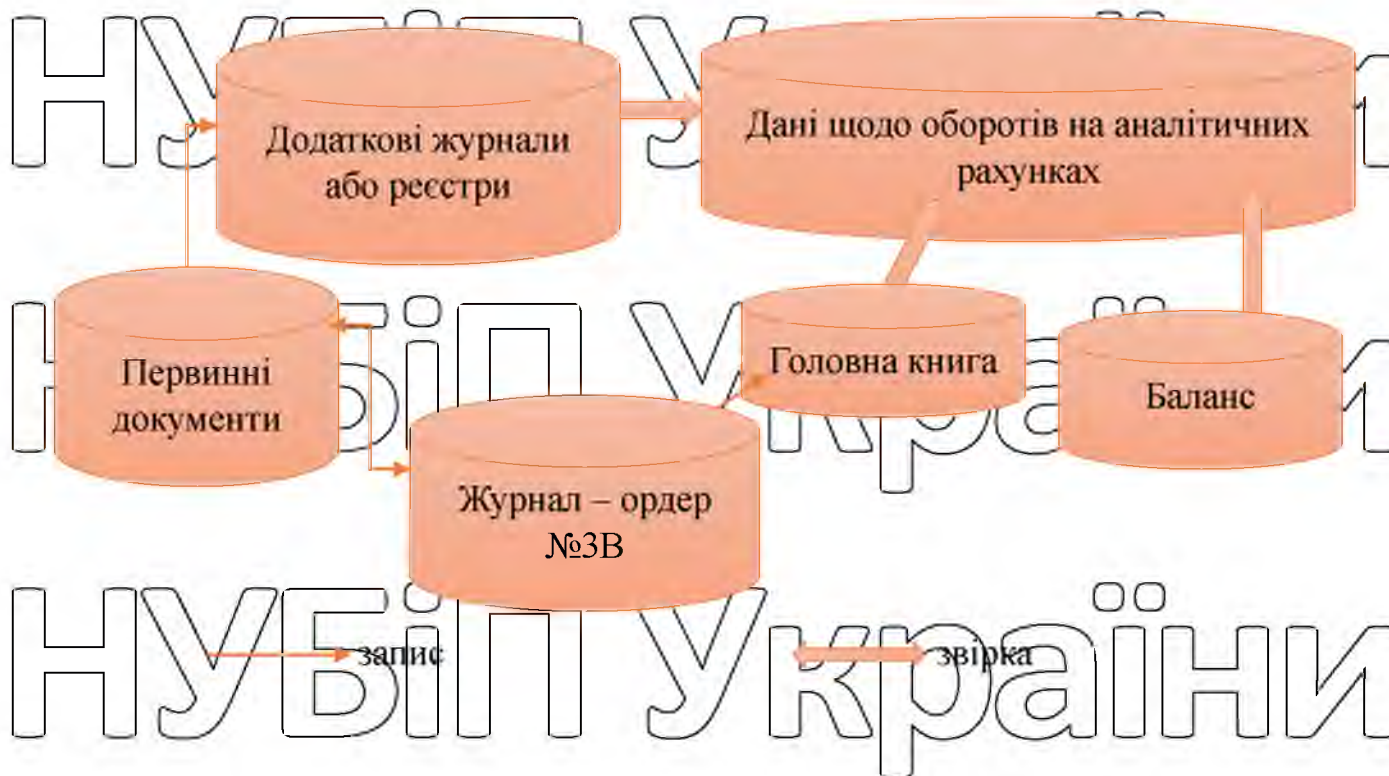 НУБіП України
Додаткові журнали
або реєстри
Дані щодо оборотів на аналітичних
рахунках
НУБіП України
Первинні
документи
Головна книга
Баланс
Журнал – ордер
№3В
НУБіП України
запис
звірка